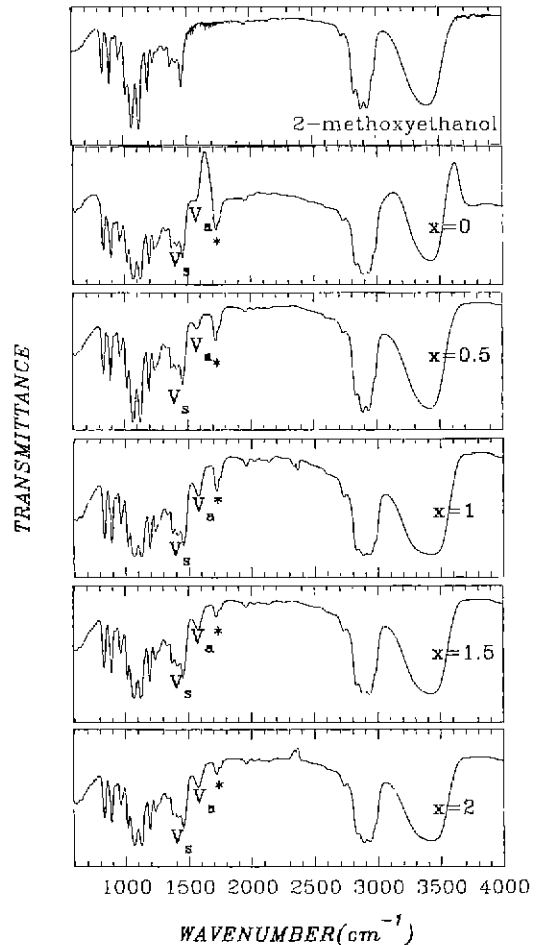 2-methoxyethanol
x=0
V a
*
V s
x=0.5
V a
*
V s
x=1
V a
*
V s
x=1.5
V a
*
V s
x=2
V a
*
V s
TRANSMITTANCE
1000 1500 2000 2500 3000 3500 4000
WAVENUMBER(cm⁻¹)